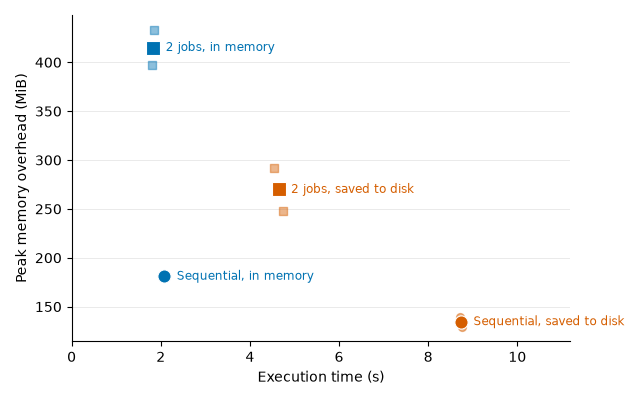 Peak memory overhead (MiB)
400
350
300
250
200
150
2 jobs, in memory
2 jobs, saved to disk
Sequential, in memory
Sequential, saved to disk
0 2 4 6 8 10
Execution time (s)